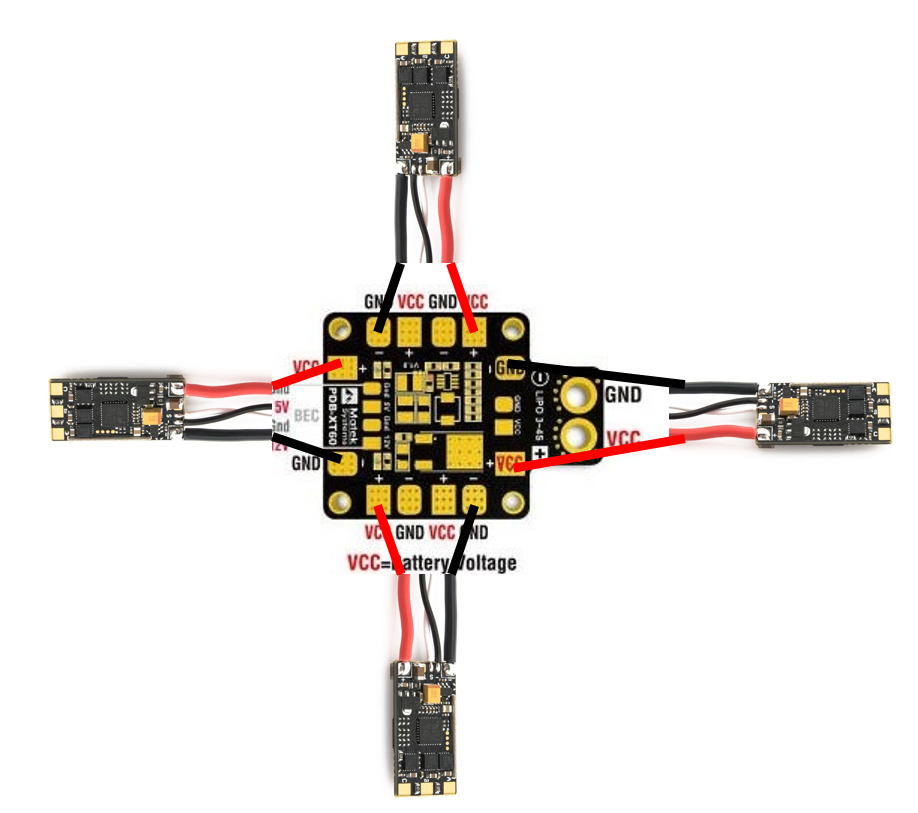 GND VCC GND VCC
VCC
GND
LIPO 3-4S
GND
VCC
GND
5V
BEC
Gnd
12V
GND
Matek
Systems
PDB-XT60
Gnd 5V Gnd 12V
GND
VCC
VCC
VCC
GND VCC GND
VCC=Battery Voltage